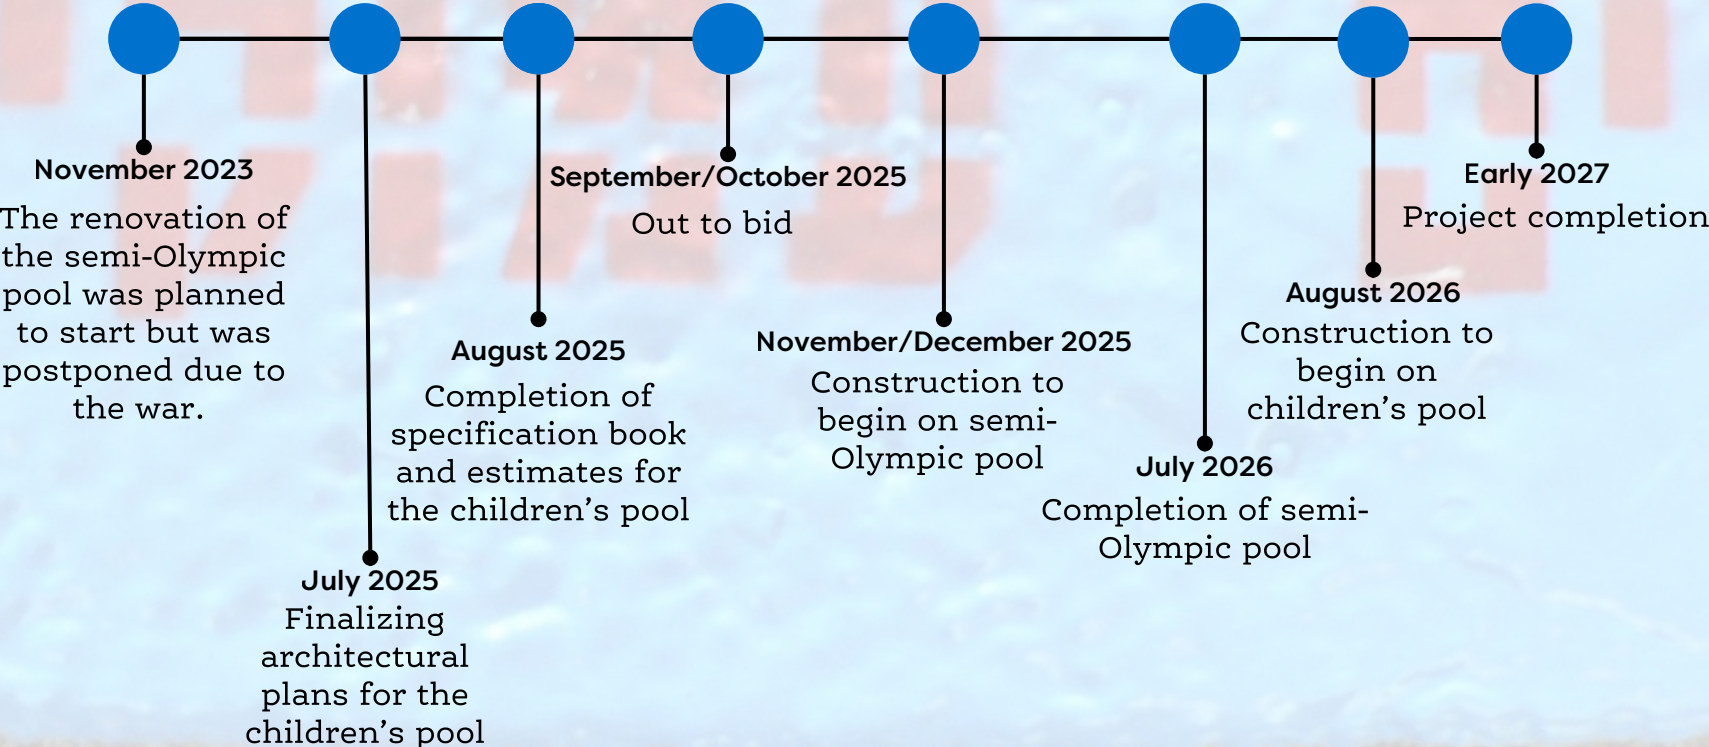 November 2023
The renovation of
the semi-Olympic
pool was planned
to start but was
postponed due to
the war.
July 2025
Finalizing
architectural
plans for the
children's pool
August 2025
Completion of
specification book
and estimates for
the children's pool
September/October 2025
Out to bid
November/December 2025
Construction to
begin on semi-
Olympic pool
July 2026
Completion of semi-
Olympic pool
August 2026
Construction to
begin on
children's pool
Early 2027
Project completion